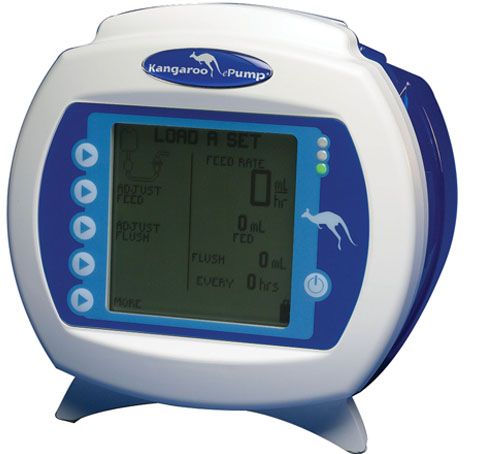 Kangaroo ePump
LOAD A SET
FEED RATE
0 mL
hr
ADJUST
FEED
0 mL
FED
ADJUST
FLUSH
FLUSH 0 mL
EVERY 0 hrs
MORE